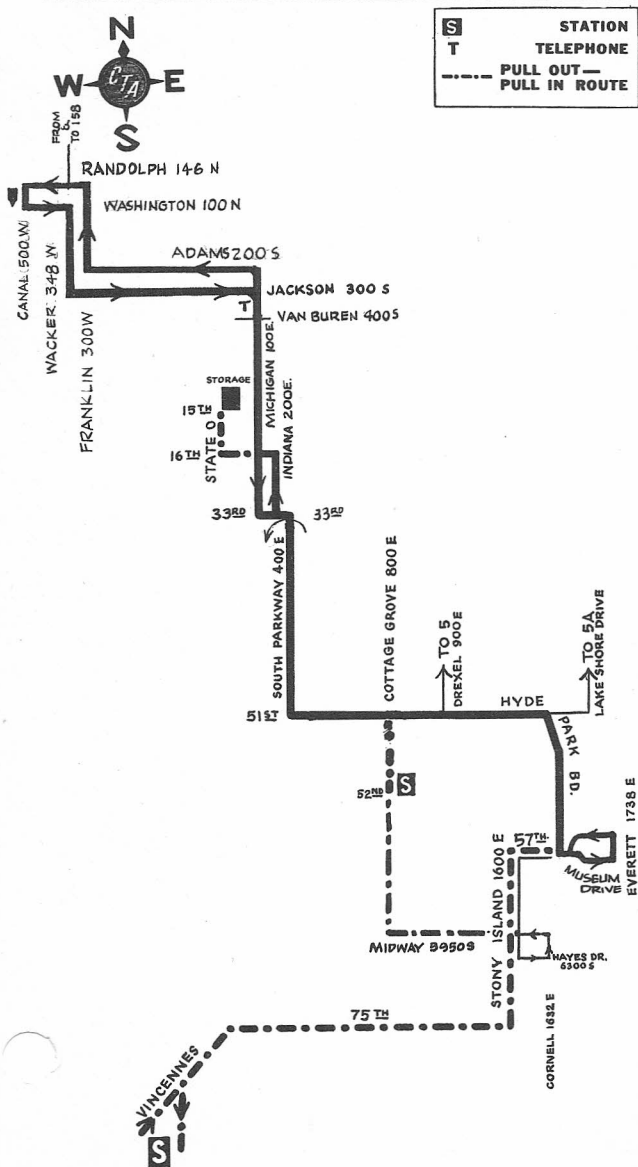 N
W CTA E
S
S STATION
T TELEPHONE
PULL OUT—
PULL IN ROUTE
FROM
&
TO 158
RANDOLPH 146 N
WASHINGTON 100 N
CANAL 500 W
WACKER 348 W
FRANKLIN 300W
ADAMS 200 S
JACKSON 300 S
T
VAN BUREN 400 S
MICHIGAN 100E.
INDIANA 200E.
STORAGE
15TH
STATE 0
16TH
33RD
33RD
SOUTH PARKWAY 400 E
COTTAGE GROVE 800 E
TO 5
DREXEL 900E
TO 5A
LAKE SHORE DRIVE
51ST
HYDE
PARK BD.
52ND
S
57TH
EVERETT 1738 E
MUSEUM
DRIVE
STONY ISLAND 1600 E
MIDWAY 5950S
HAYES DR.
6300 S
CORNELL 1632 E
75TH
VINCENNES
S